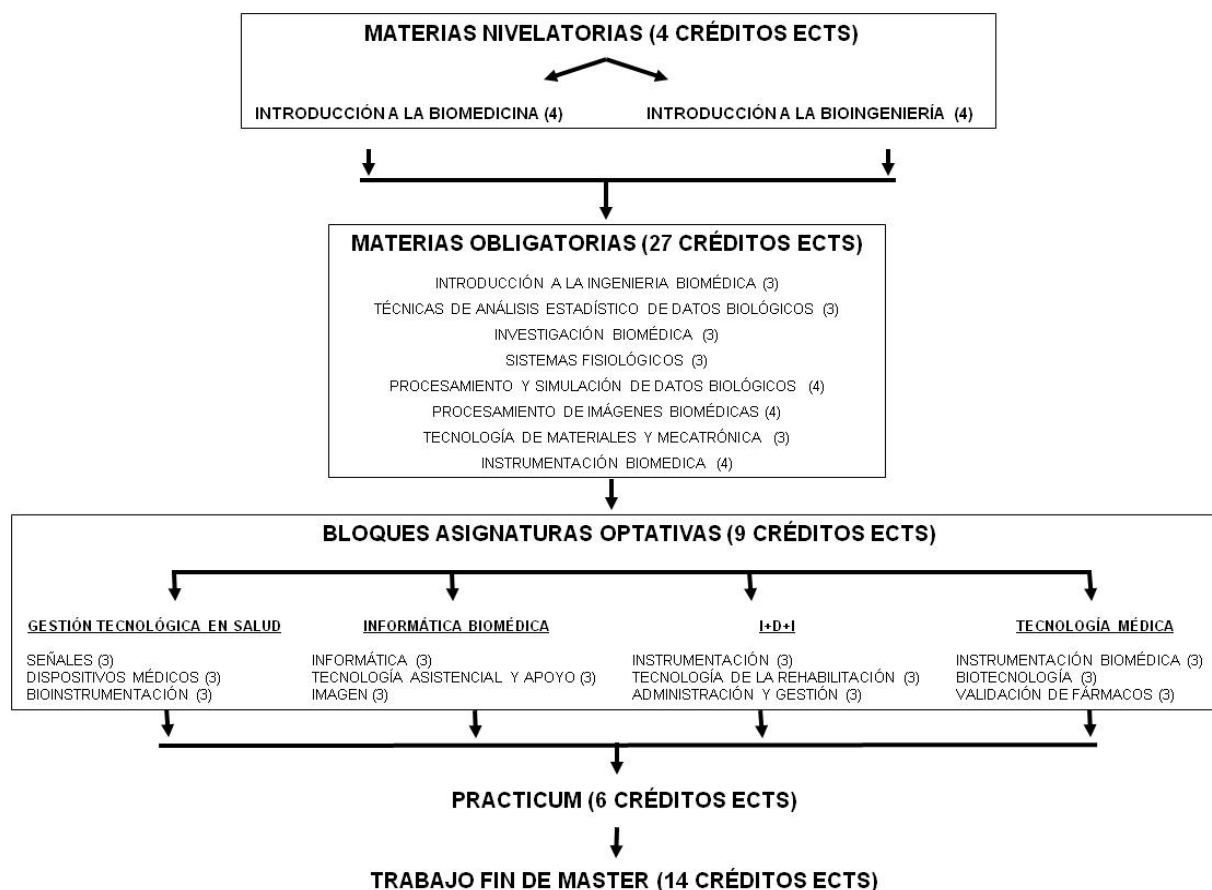 MATERIAS NIVELATORIAS (4 CRÉDITOS ECTS)
INTRODUCCIÓN A LA BIOMEDICINA (4)
INTRODUCCIÓN A LA BIOINGENIERÍA (4)
MATERIAS OBLIGATORIAS (27 CRÉDITOS ECTS)
INTRODUCCIÓN A LA INGENIERIA BIOMÉDICA (3)
TÉCNICAS DE ANÁLISIS ESTADÍSTICO DE DATOS BIOLÓGICOS (3)
INVESTIGACIÓN BIOMÉDICA (3)
SISTEMAS FISIOLÓGICOS (3)
PROCESAMIENTO Y SIMULACIÓN DE DATOS BIOLÓGICOS (4)
PROCESAMIENTO DE IMÁGENES BIOMÉDICAS (4)
TECNOLOGÍA DE MATERIALES Y MECATRÓNICA (3)
INSTRUMENTACIÓN BIOMEDICA (4)
BLOQUES ASIGNATURAS OPTATIVAS (9 CRÉDITOS ECTS)
GESTIÓN TECNOLÓGICA EN SALUD
SEÑALES (3)
DISPOSITIVOS MÉDICOS (3)
BIOINSTRUMENTACIÓN (3)
INFORMÁTICA BIOMÉDICA
INFORMÁTICA (3)
TECNOLOGÍA ASISTENCIAL Y APOYO (3)
IMAGEN (3)
I+D+I
INSTRUMENTACIÓN (3)
TECNOLOGÍA DE LA REHABILITACIÓN (3)
ADMINISTRACIÓN Y GESTIÓN (3)
TECNOLOGÍA MÉDICA
INSTRUMENTACIÓN BIOMÉDICA (3)
BIOTECNOLOGÍA (3)
VALIDACIÓN DE FÁRMACOS (3)
PRACTICUM (6 CRÉDITOS ECTS)
TRABAJO FIN DE MASTER (14 CRÉDITOS ECTS)